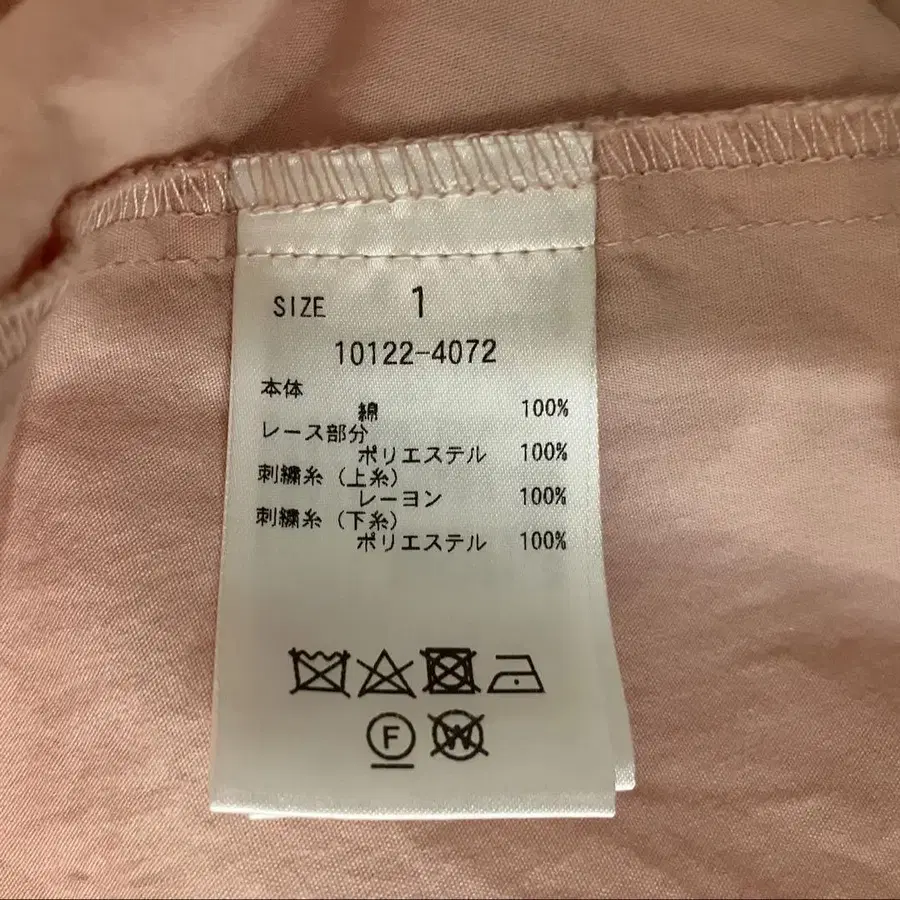 SIZE 1
10122-4072
本体
綿 100%
レース部分
ポリエステル 100%
刺繍糸(上糸)
レーヨン 100%
刺繍糸(下糸)
ポリエステル 100%
F W